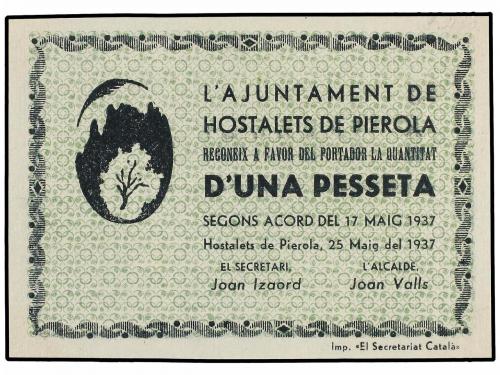 L'AJUNTAMENT DE
HOSTALETS DE PIEROLA
RECONEIX A FAVOR DEL PORTADOR LA QUANTITAT
D'UNA PESSETA
SEGONS ACORD DEL 17 MAIG 1937
Hostalets de Pierola, 25 Maig del 1937
EL SECRETARI, L'ALCALDE,
Joan Izaord Joan Valls
Imp. «El Secretariat Català»